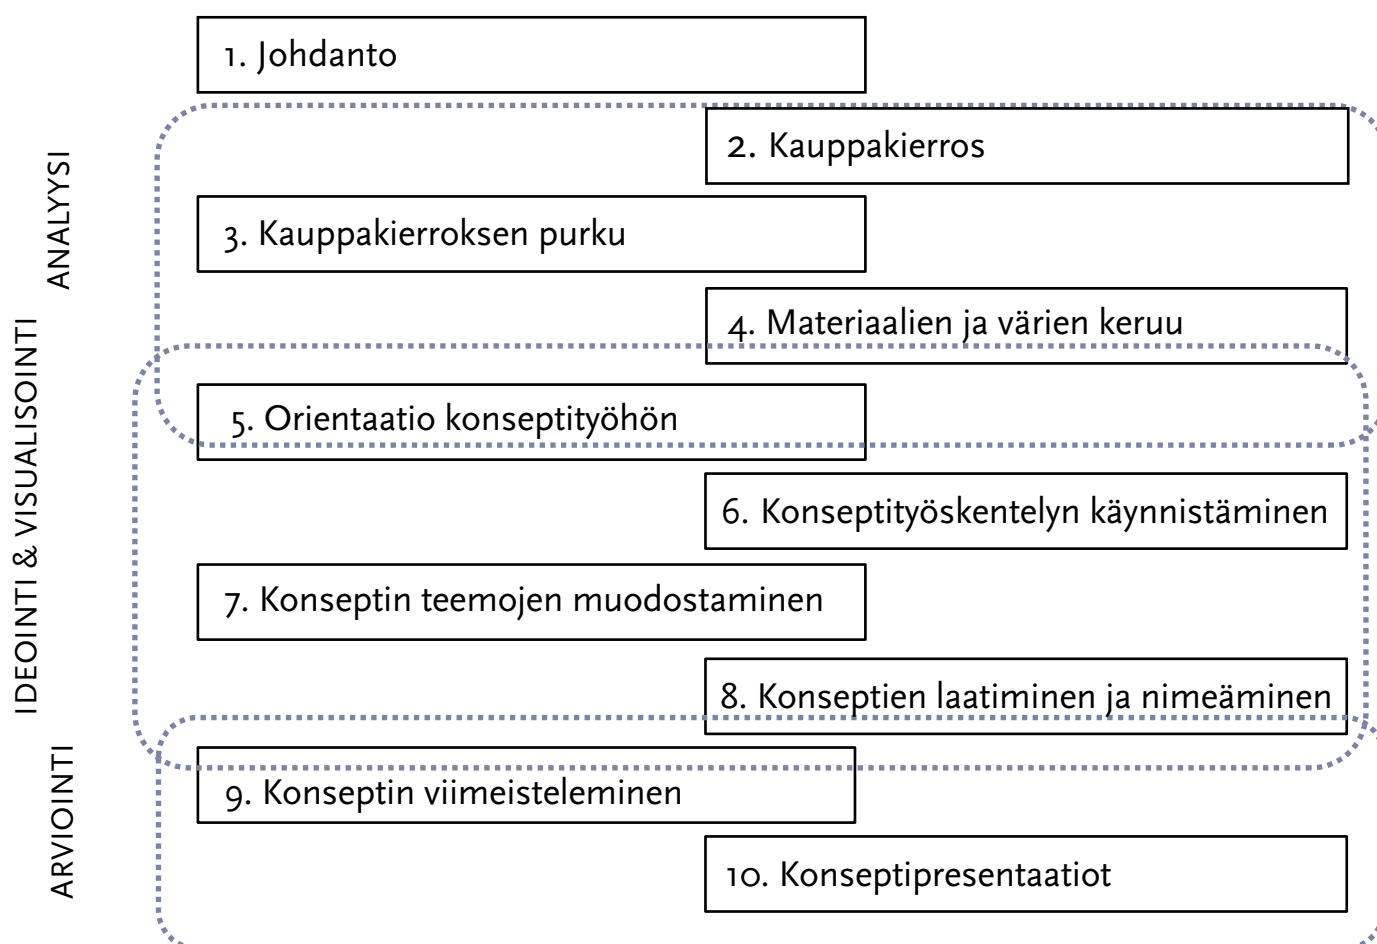 1. Johdanto
ANALYYSI
2. Kauppakierros
3. Kauppakierroksen purku
4. Materiaalien ja värien keruu
IDEOINTI & VISUALISOINTI
5. Orientaatio konseptityöhön
6. Konseptityöskentelyn käynnistäminen
7. Konseptin teemojen muodostaminen
8. Konseptien laatiminen ja nimeäminen
ARVIOINTI
9. Konseptin viimeisteleminen
10. Konseptipresentaatiot